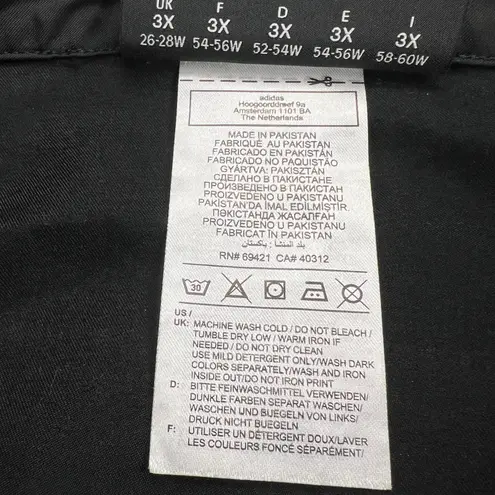 UK F D E I
3X 3X 3X 3X 3X
26-28W 54-56W 52-54W 54-56W 58-60W
adidas
Hoogoorddreef 9a
Amsterdam 1101 BA
The Netherlands
MADE IN PAKISTAN
FABRIQUÉ AU PAKISTAN
FABRICADO EN PAKISTÁN
FABRICADO NO PAQUISTÃO
GYÁRTVA: PAKISZTÁN
СДЕЛАНО В ПАКИСТАНЕ
PROIZVEDENO U PAKISTANU
PAKISTAN'DA İMAL EDİLMİŞTİR
ПӘКІСТАНДА ЖАСАЛҒАН
PROIZVEDENO U PAKISTANU
FABRICAT ÎN PAKISTAN
بلد المنشأ: باكستان
RN# 69421 CA# 40312
30
US /
UK: MACHINE WASH COLD / DO NOT BLEACH /
TUMBLE DRY LOW / WARM IRON IF
NEEDED / DO NOT DRY CLEAN
USE MILD DETERGENT ONLY/WASH DARK
COLORS SEPARATELY/WASH AND IRON
INSIDE OUT/DO NOT IRON PRINT
D: BITTE FEINWASCHMITTEL VERWENDEN/
DUNKLE FARBEN SEPARAT WASCHEN/
WASCHEN UND BUEGELN VON LINKS/
DRUCK NICHT BUEGELN
F: UTILISER UN DÉTERGENT DOUX/LAVER
LES COULEURS FONCÉ SÉPARÉMENT/